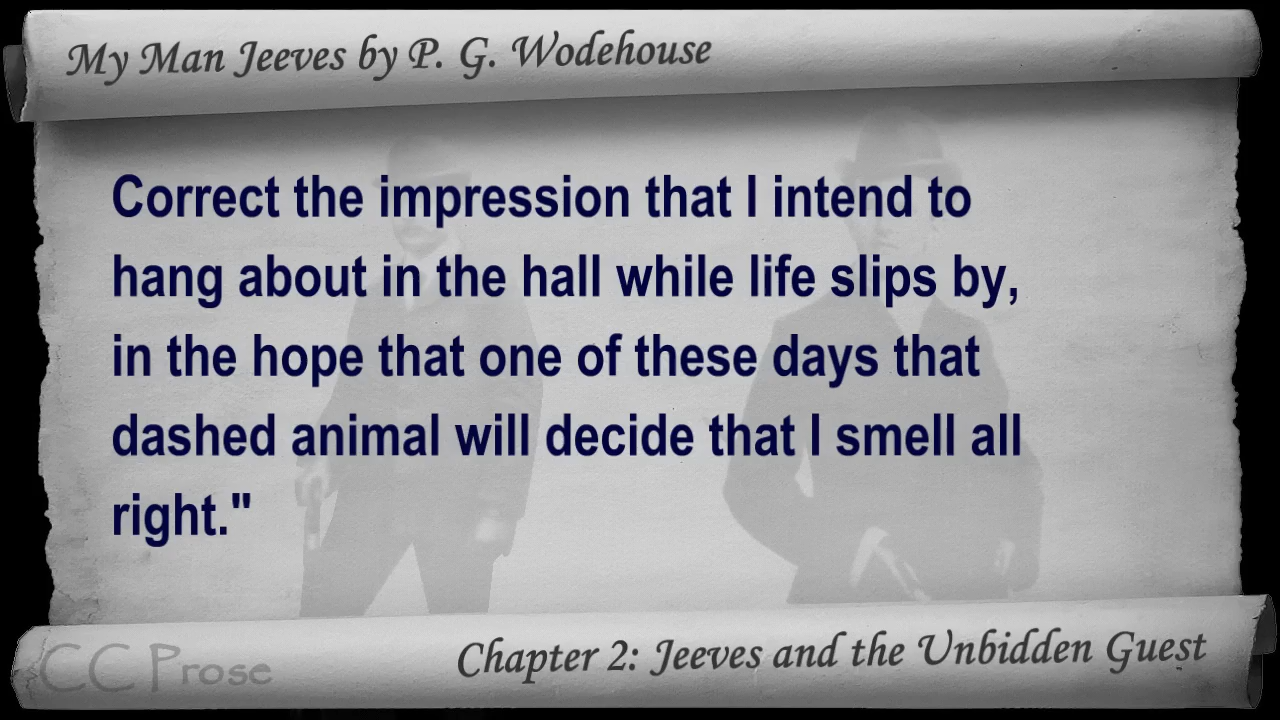 My Man Jeeves by P. G. Wodehouse
Correct the impression that I intend to
hang about in the hall while life slips by,
in the hope that one of these days that
dashed animal will decide that I smell all
right."
CC Prose
Chapter 2: Jeeves and the Unbidden Guest